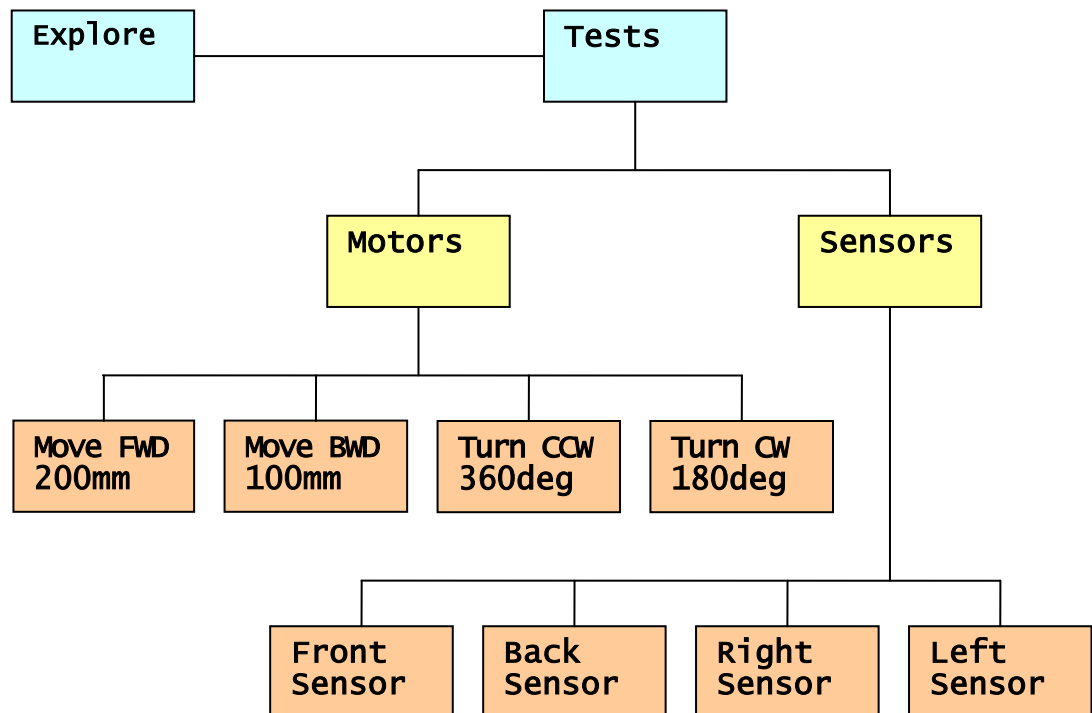 Explore
Tests
Motors
Sensors
Move FWD
200mm
Move BWD
100mm
Turn CCW
360deg
Turn CW
180deg
Front
Sensor
Back
Sensor
Right
Sensor
Left
Sensor